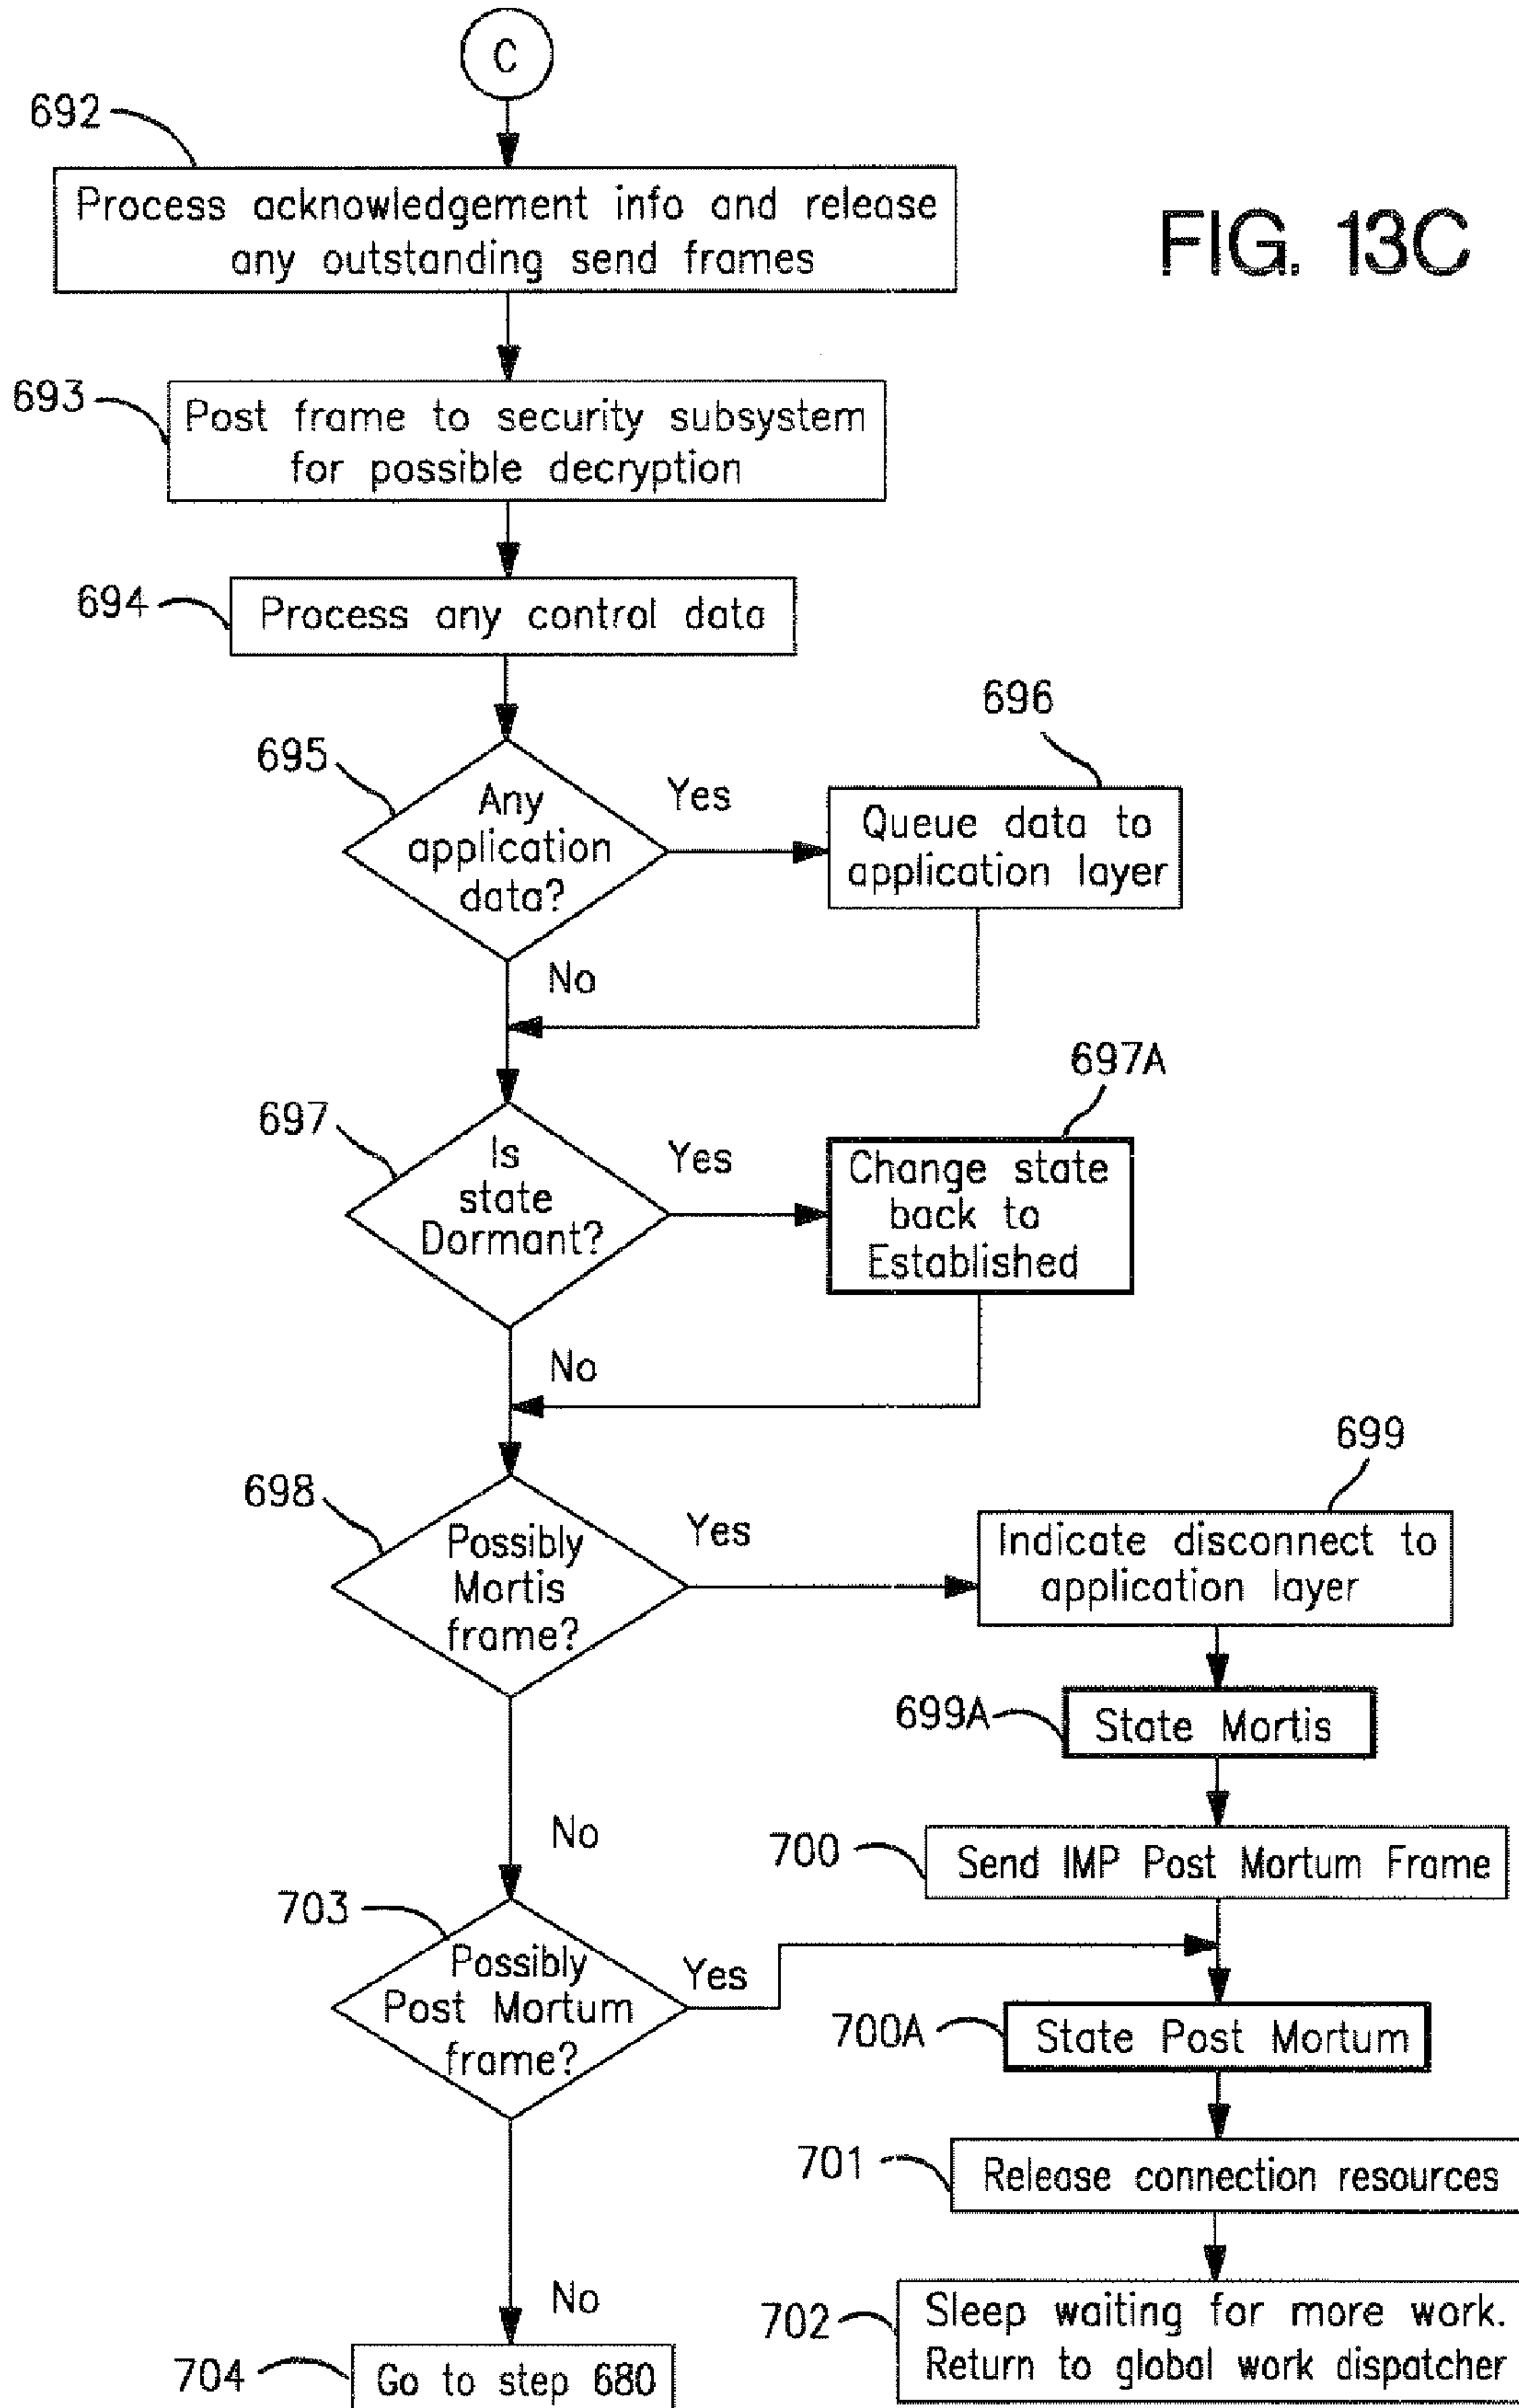 C
692
Process acknowledgement info and release
any outstanding send frames
FIG. 13C
693
Post frame to security subsystem
for possible decryption
694
Process any control data
695
Any
application
data?
Yes
696
Queue data to
application layer
No
697
Is
state
Dormant?
Yes
697A
Change state
back to
Established
No
698
Possibly
Mortis
frame?
Yes
699
Indicate disconnect to
application layer
699A
State Mortis
No
700
Send IMP Post Mortum Frame
703
Possibly
Post Mortum
frame?
Yes
700A
State Post Mortum
701
Release connection resources
No
702
Sleep waiting for more work.
Return to global work dispatcher
704
Go to step 680